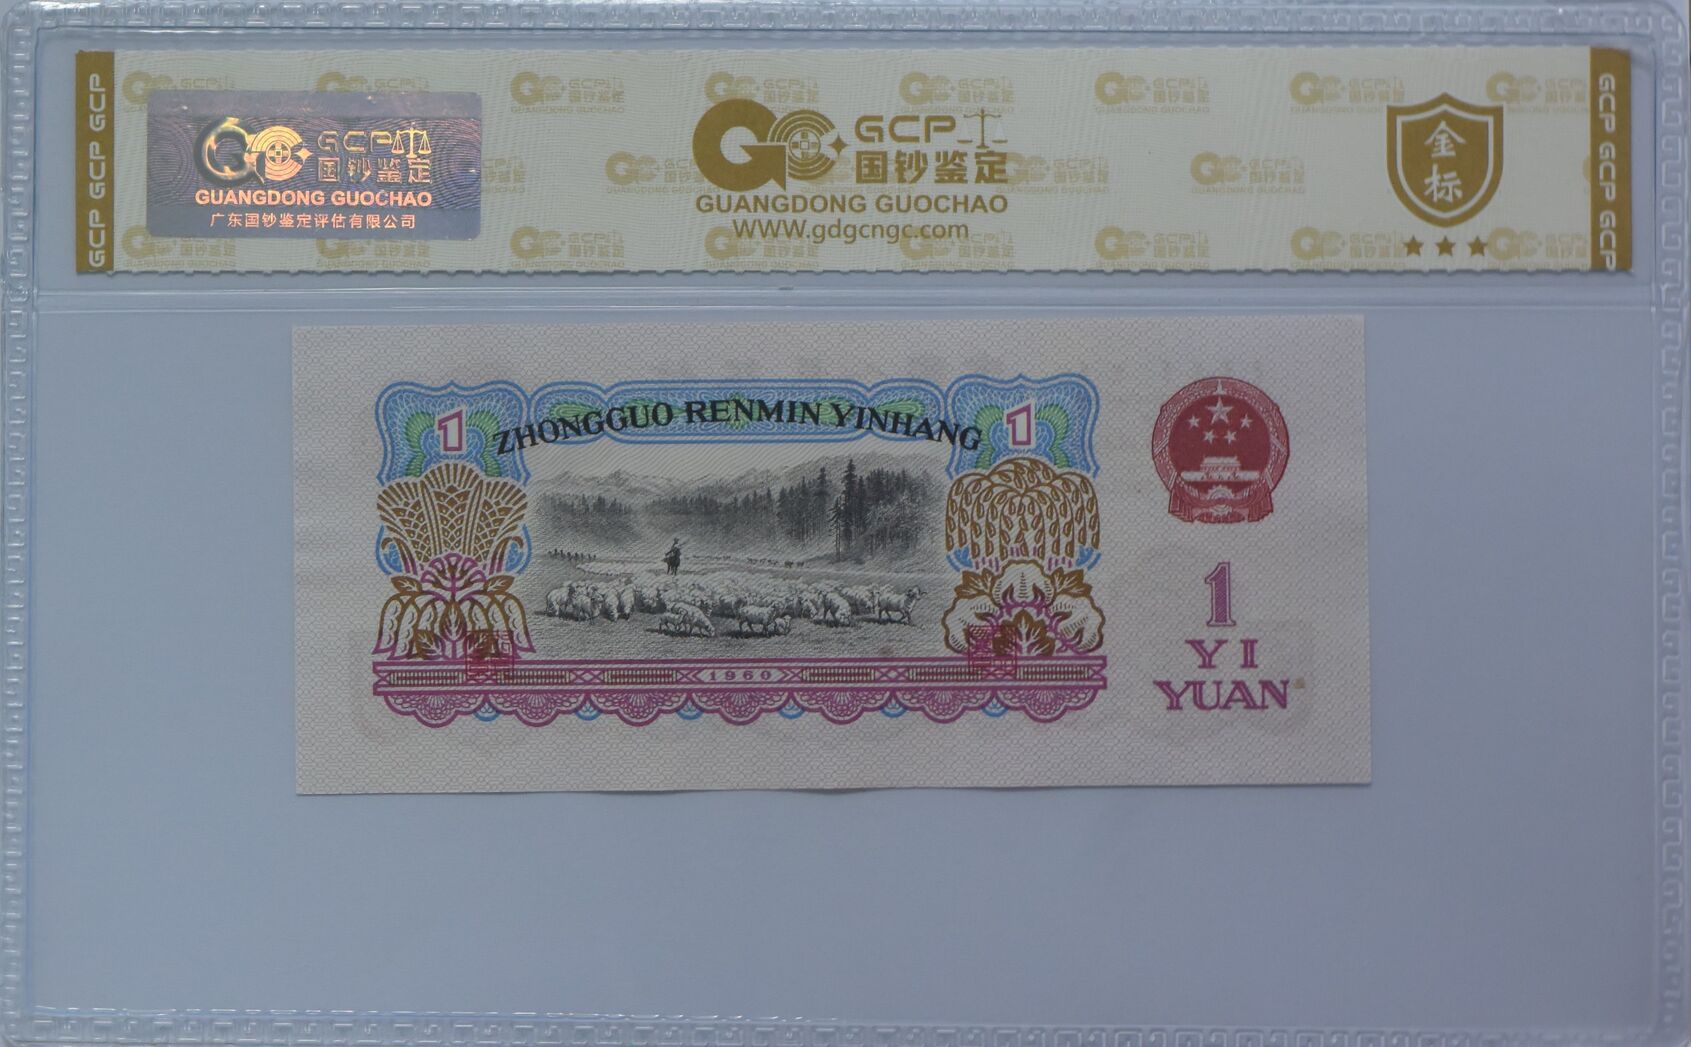 GCP GCP GCP
GCP
国钞鉴定
GUANGDONG GUOCHAO
广东国钞鉴定评估有限公司
GCP
国钞鉴定
GUANGDONG GUOCHAO
WWW.gdgcngc.com
金
标
GCP GCP GCP
ZHONGGUO RENMIN YINHANG
1
1
1960
1
YI
YUAN